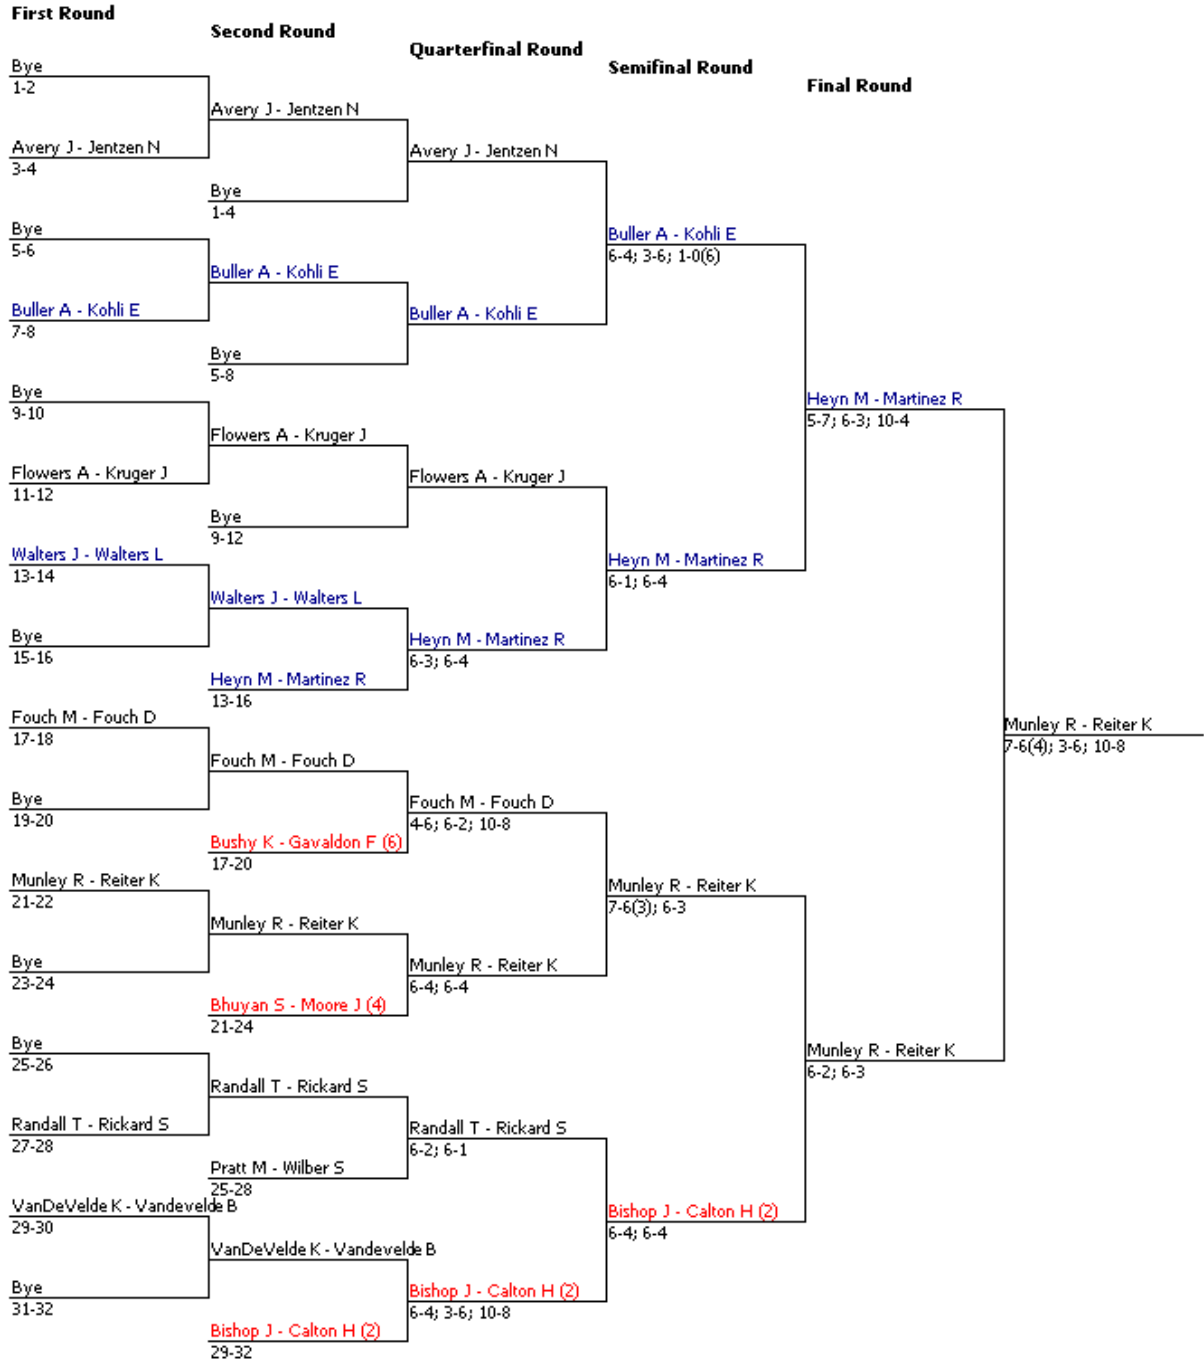 First Round
Second Round
Quarterfinal Round
Semifinal Round
Final Round
Bye
1-2
Avery J - Jentzen N
3-4
Bye
5-6
Buller A - Kohli E
7-8
Bye
9-10
Flowers A - Kruger J
11-12
Walters J - Walters L
13-14
Bye
15-16
Fouch M - Fouch D
17-18
Bye
19-20
Munley R - Reiter K
21-22
Bye
23-24
Bye
25-26
Randall T - Rickard S
27-28
VanDeVelde K - Vandevelde B
29-30
Bye
31-32
Avery J - Jentzen N
Bye
1-4
Buller A - Kohli E
Bye
5-8
Flowers A - Kruger J
Bye
9-12
Walters J - Walters L
Heyn M - Martinez R
13-16
Fouch M - Fouch D
Bushy K - Gavaldon F (6)
17-20
Munley R - Reiter K
Bhuyan S - Moore J (4)
21-24
Randall T - Rickard S
Pratt M - Wilber S
25-28
VanDeVelde K - Vandevelde B
Bishop J - Calton H (2)
29-32
Avery J - Jentzen N
Buller A - Kohli E
Flowers A - Kruger J
Heyn M - Martinez R
6-3; 6-4
Fouch M - Fouch D
4-6; 6-2; 10-8
Munley R - Reiter K
6-4; 6-4
Randall T - Rickard S
6-2; 6-1
Bishop J - Calton H (2)
6-4; 3-6; 10-8
Buller A - Kohli E
6-4; 3-6; 1-0(6)
Heyn M - Martinez R
6-1; 6-4
Munley R - Reiter K
7-6(3); 6-3
Bishop J - Calton H (2)
6-4; 6-4
Heyn M - Martinez R
5-7; 6-3; 10-4
Munley R - Reiter K
6-2; 6-3
Munley R - Reiter K
7-6(4); 3-6; 10-8